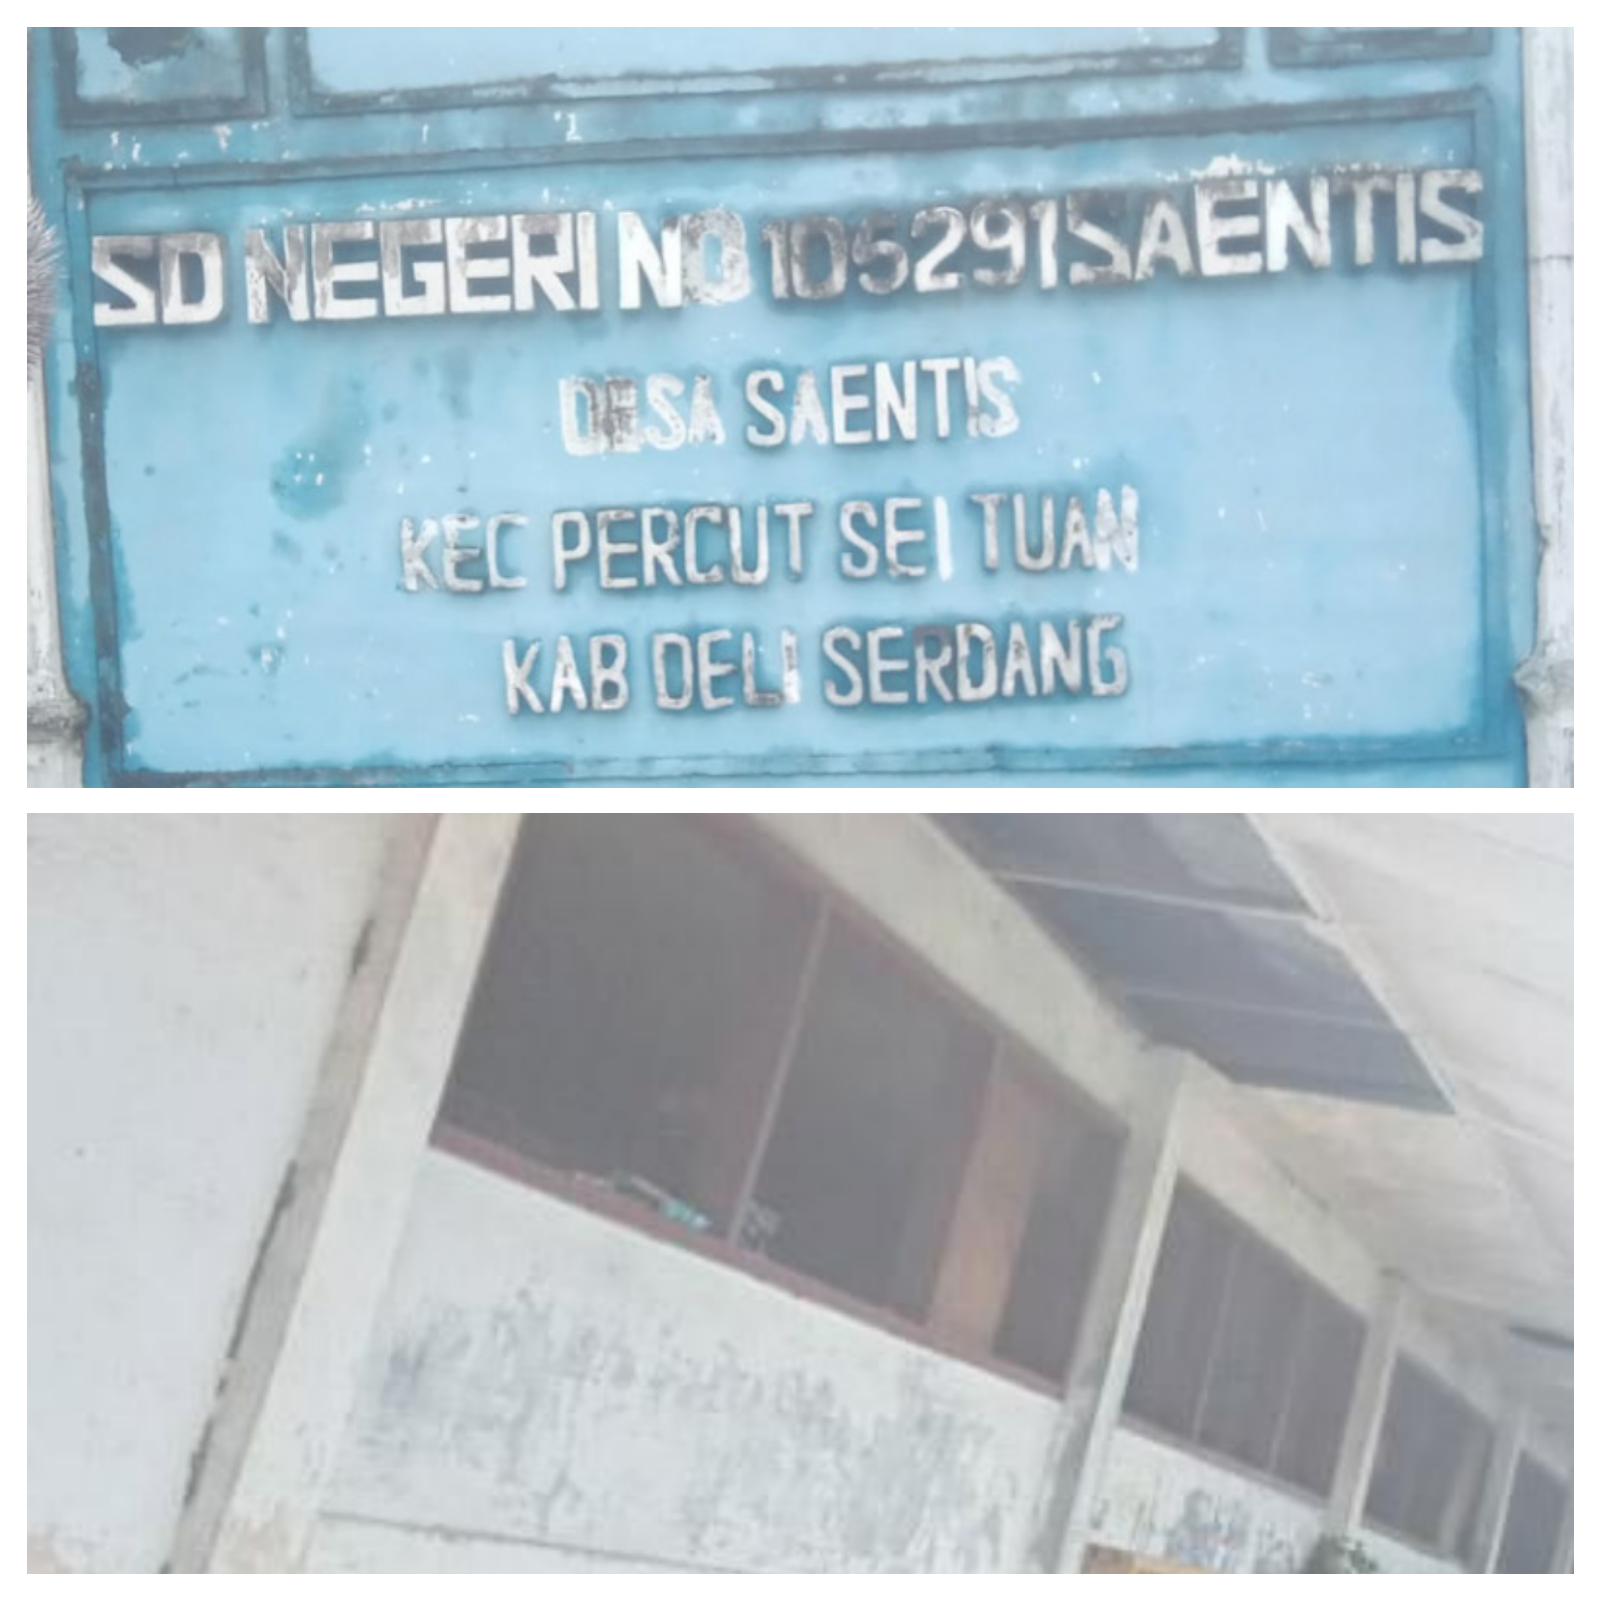 SD NEGERI NO 105291 SAENTIS
DESA SAENTIS
KEC PERCUT SEI TUAN
KAB DELI SERDANG